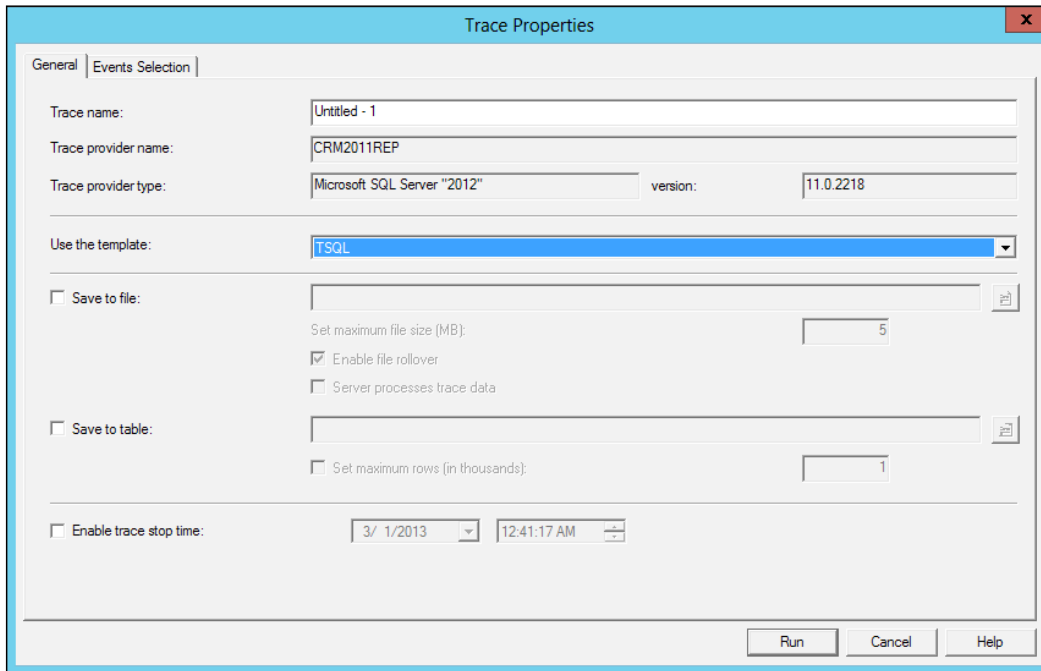 Trace Properties
x
General Events Selection
Trace name: Untitled - 1
Trace provider name: CRM2011REP
Trace provider type: Microsoft SQL Server "2012" version: 11.0.2218
Use the template: TSQL
Save to file:
Set maximum file size (MB): 5
Enable file rollover
Server processes trace data
Save to table:
Set maximum rows (in thousands): 1
Enable trace stop time: 3/ 1/2013 12:41:17 AM
Run Cancel Help